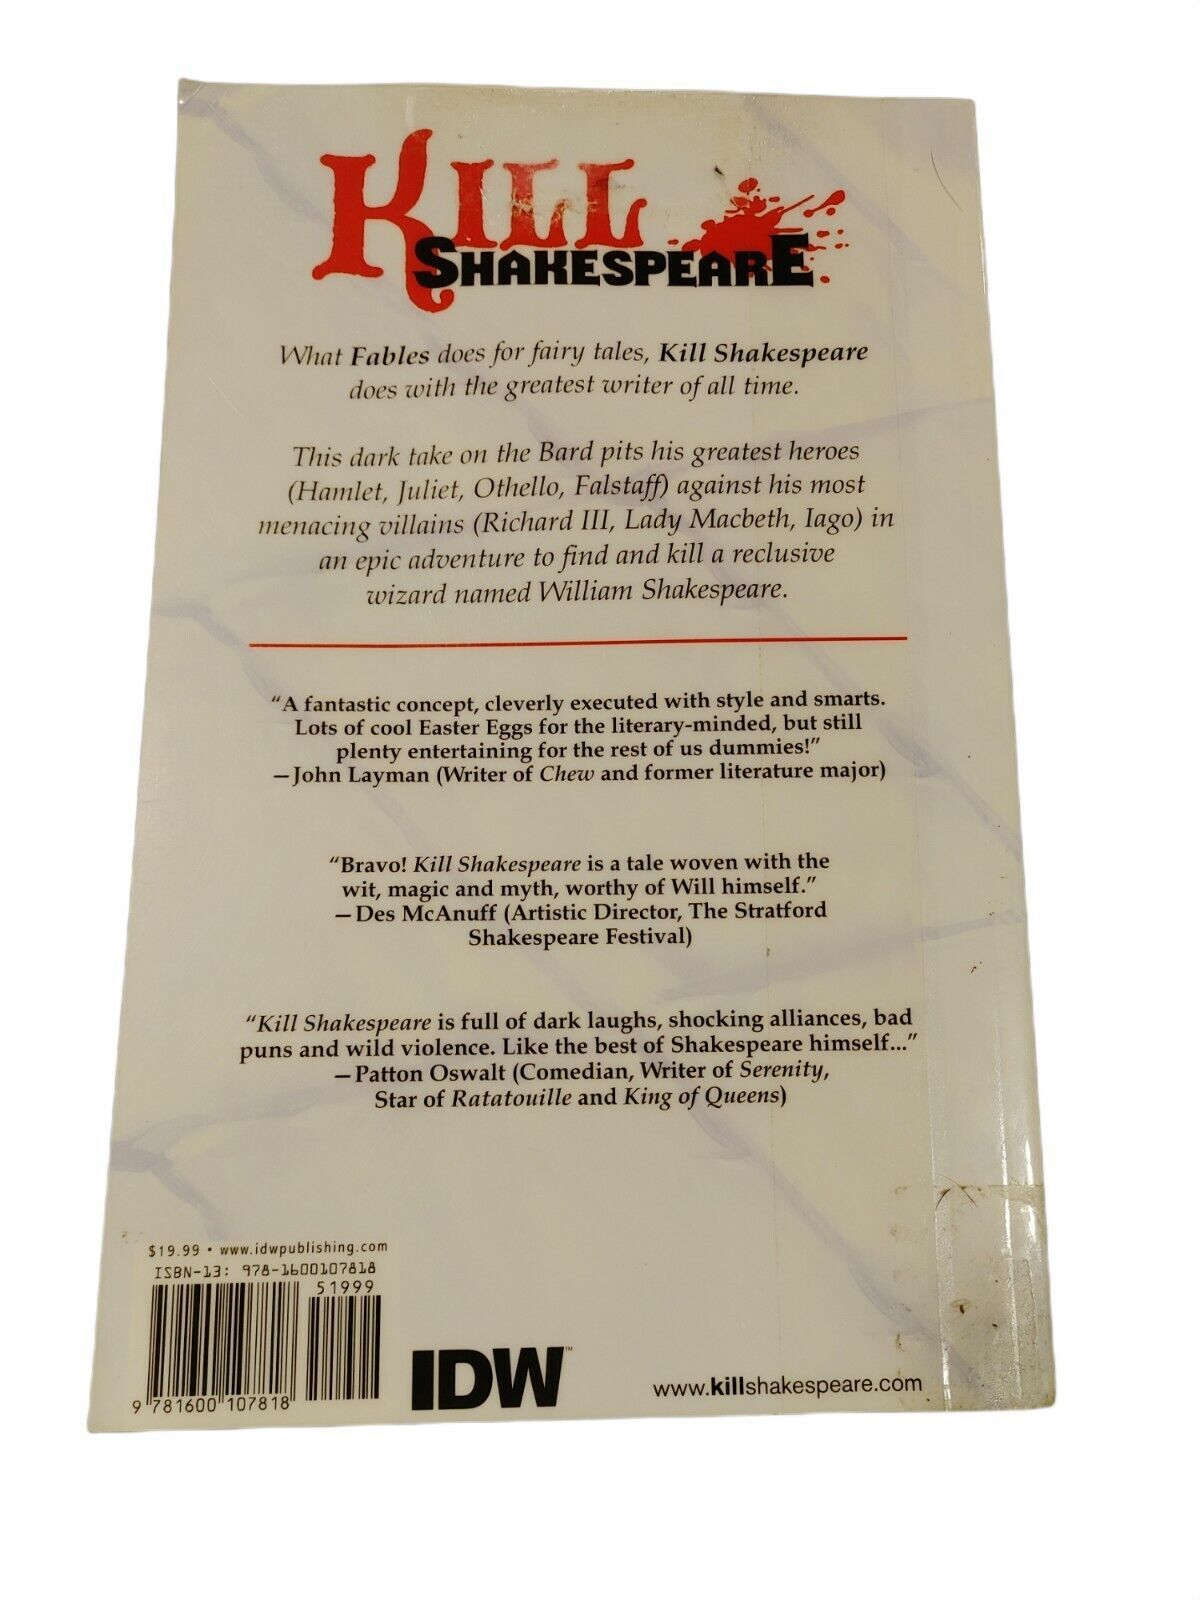 KILL
SHAKESPEARE
What Fables does for fairy tales, Kill Shakespeare
does with the greatest writer of all time.
This dark take on the Bard pits his greatest heroes
(Hamlet, Juliet, Othello, Falstaff) against his most
menacing villains (Richard III, Lady Macbeth, Iago) in
an epic adventure to find and kill a reclusive
wizard named William Shakespeare.
“A fantastic concept, cleverly executed with style and smarts.
Lots of cool Easter Eggs for the literary-minded, but still
plenty entertaining for the rest of us dummies!”
—John Layman (Writer of Chew and former literature major)
“Bravo! Kill Shakespeare is a tale woven with the
wit, magic and myth, worthy of Will himself.”
—Des McAnuff (Artistic Director, The Stratford
Shakespeare Festival)
“Kill Shakespeare is full of dark laughs, shocking alliances, bad
puns and wild violence. Like the best of Shakespeare himself...”
—Patton Oswalt (Comedian, Writer of Serenity,
Star of Ratatouille and King of Queens)
$19.99 • www.idwpublishing.com
ISBN-13: 978-1600107818
51999
9 781600 107818
IDW™
www.killshakespeare.com